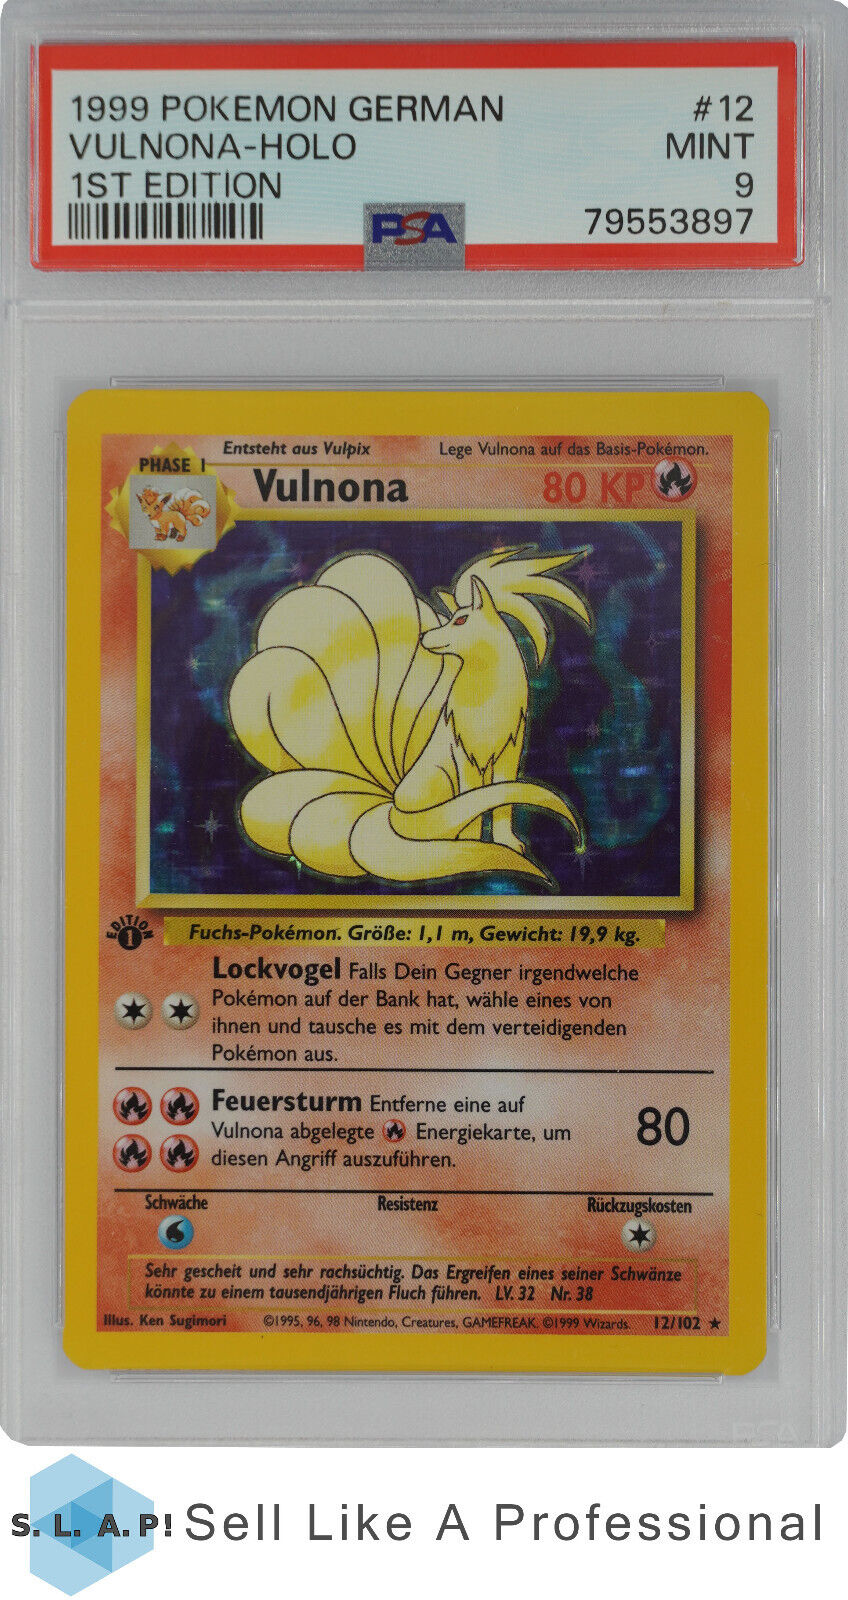 1999 POKEMON GERMAN #12
VULNONA-HOLO MINT
1ST EDITION 9
PSA 79553897
Entsteht aus Vulpix Lege Vulnona auf das Basis-Pokémon.
PHASE 1
Vulnona 80 KP
EDITION 1
Fuchs-Pokémon. Größe: 1,1 m, Gewicht: 19,9 kg.
Lockvogel Falls Dein Gegner irgendwelche
Pokémon auf der Bank hat, wähle eines von
ihnen und tausche es mit dem verteidigenden
Pokémon aus.
Feuersturm Entferne eine auf
Vulnona abgelegte Energiekarte, um
diesen Angriff auszuführen.
80
Schwäche Resistenz Rückzugskosten
Sehr gescheit und sehr rachsüchtig. Das Ergreifen eines seiner Schwänze
könnte zu einem tausendjährigen Fluch führen. LV. 32 Nr. 38
Illus. Ken Sugimori ©1995, 96, 98 Nintendo, Creatures, GAMEFREAK. ©1999 Wizards. 12/102 ★
PSA
S. L. A. P! Sell Like A Professional